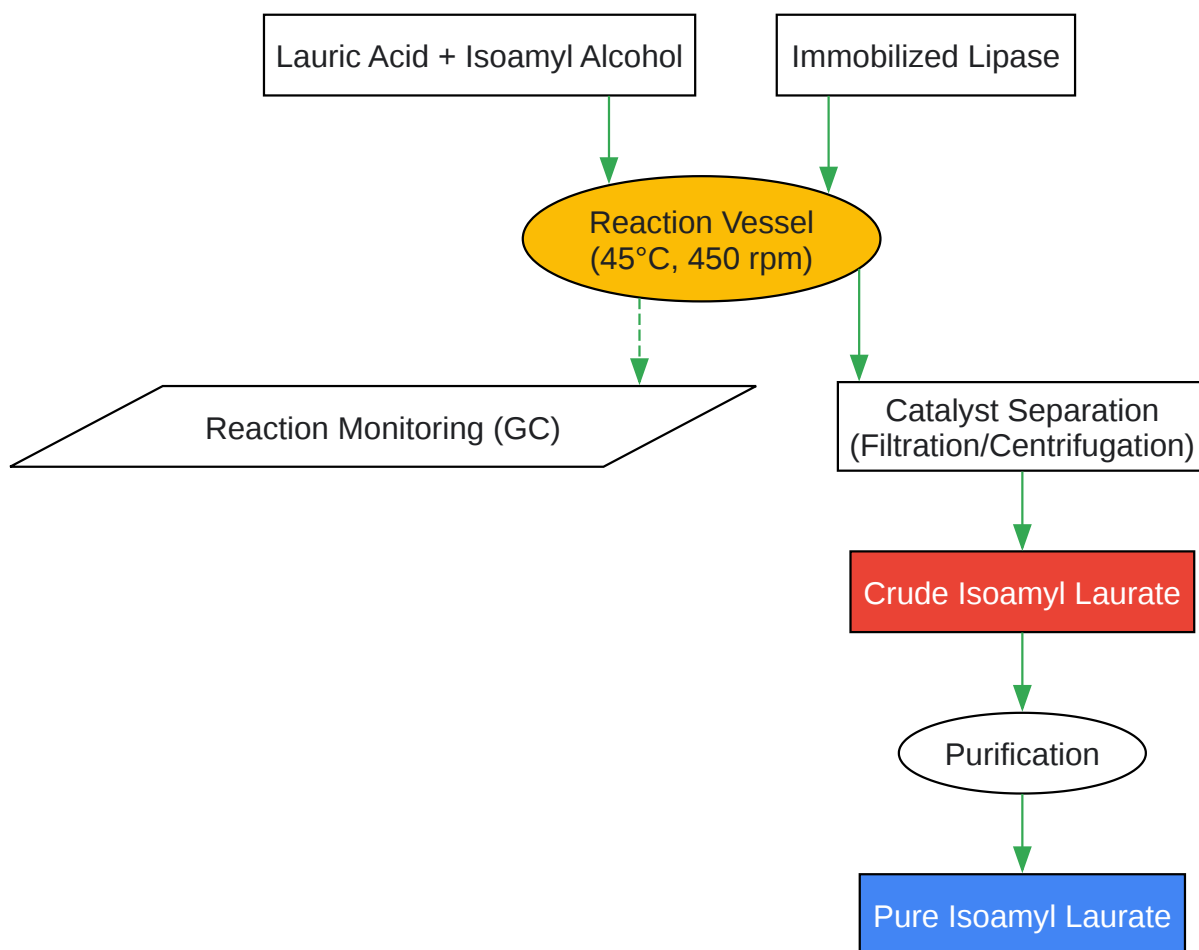 Lauric Acid + Isoamyl Alcohol
Immobilized Lipase
Reaction Vessel
(45°C, 450 rpm)
Reaction Monitoring (GC)
Catalyst Separation
(Filtration/Centrifugation)
Crude Isoamyl Laurate
Purification
Pure Isoamyl Laurate